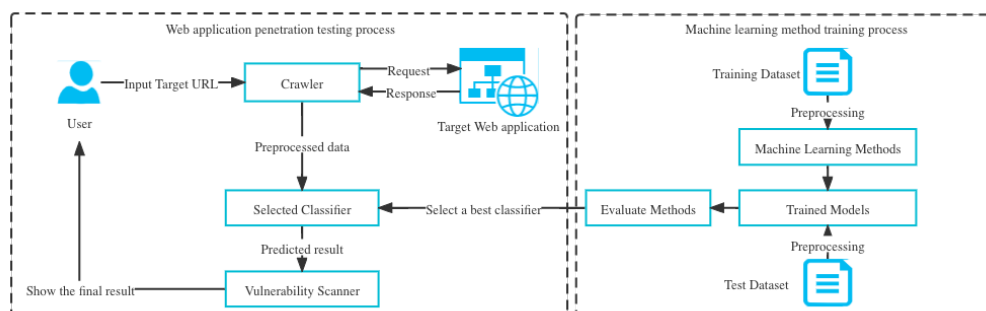 Web application penetration testing process
User
Input Target URL
Crawler
Request
Response
Target Web application
Preprocessed data
Selected Classifier
Select a best classifier
Predicted result
Vulnerability Scanner
Show the final result
Machine learning method training process
Training Dataset
Preprocessing
Machine Learning Methods
Trained Models
Evaluate Methods
Preprocessing
Test Dataset